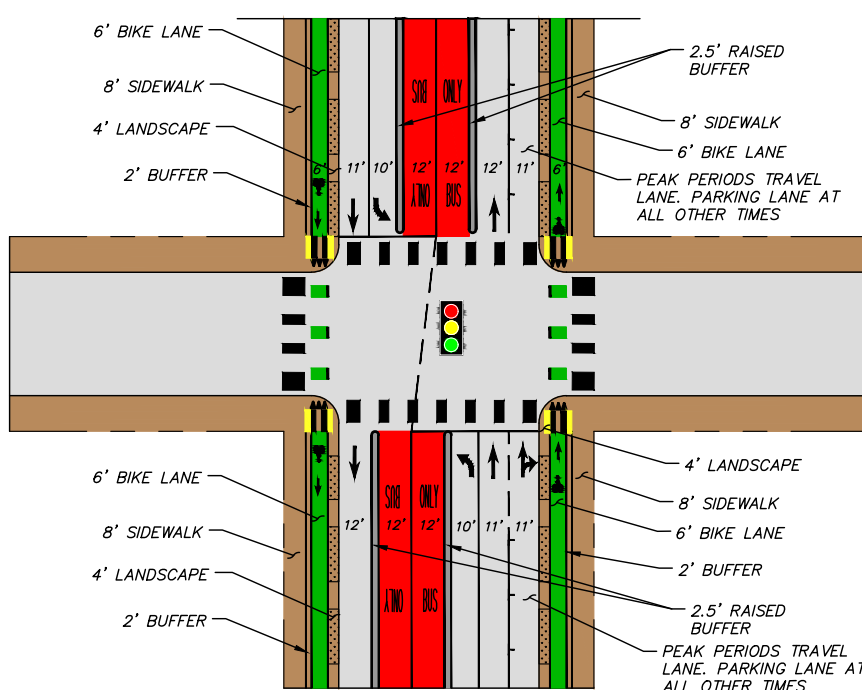 6' BIKE LANE
8' SIDEWALK
4' LANDSCAPE
2' BUFFER
2.5' RAISED
BUFFER
8' SIDEWALK
6' BIKE LANE
PEAK PERIODS TRAVEL
LANE. PARKING LANE AT
ALL OTHER TIMES
BUS
ONLY
6'
11'
10'
12'
12'
12'
11'
6'
ONLY
BUS
6' BIKE LANE
8' SIDEWALK
4' LANDSCAPE
2' BUFFER
BUS
ONLY
12'
12'
12'
10'
11'
11'
ONLY
BUS
4' LANDSCAPE
8' SIDEWALK
6' BIKE LANE
2' BUFFER
2.5' RAISED
BUFFER
PEAK PERIODS TRAVEL
LANE. PARKING LANE AT
ALL OTHER TIMES